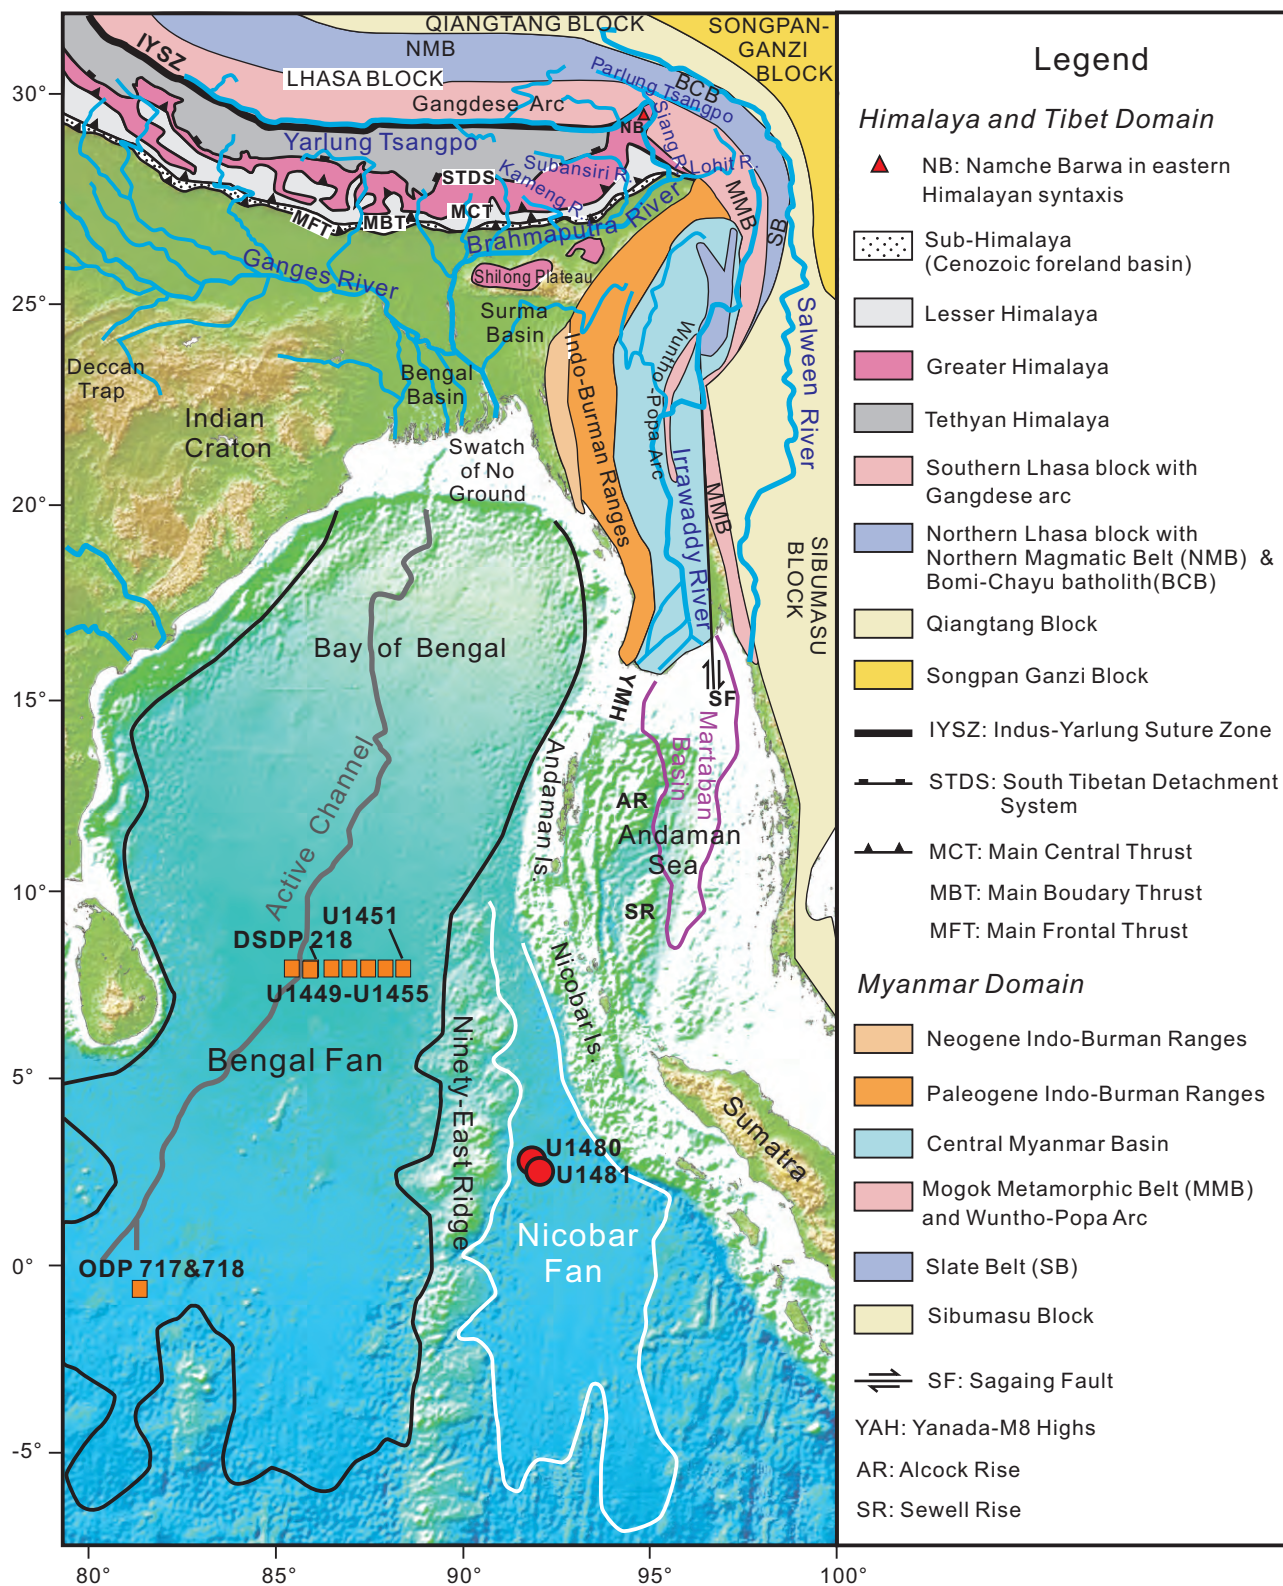 QIANGTANG BLOCK
SONGPAN-
GANZI
BLOCK
IYSZ
NMB
LHASA BLOCK
BCB
Parlung Tsangpo
Gangdese Arc
NB
Siang R.
Yarlung Tsangpo
Lohit R.
Subansiri R.
STDS
Kameng R.
MMB
SB
MFT
MBT
MCT
Brahmaputra River
Ganges River
Shilong Plateau
Surma
Basin
Salween River
Wuntho
-Popa Arc
Indo-Burman Ranges
Deccan
Trap
Bengal
Basin
Indian
Craton
Swatch
of No
Ground
Irrawaddy River
MMB
SIBUMASU
BLOCK
Bay of Bengal
YMH
SF
Martaban
Basin
Active Channel
Andaman Is.
AR
Andaman
Sea
SR
U1451
DSDP 218
U1449-U1455
Nicobar Is.
Bengal Fan
Ninety-East Ridge
Sumatra
U1480
U1481
Nicobar
Fan
ODP 717&718
30°
25°
20°
15°
10°
5°
0°
-5°
80°
85°
90°
95°
100°
Legend
Himalaya and Tibet Domain
NB: Namche Barwa in eastern
Himalayan syntaxis
Sub-Himalaya
(Cenozoic foreland basin)
Lesser Himalaya
Greater Himalaya
Tethyan Himalaya
Southern Lhasa block with
Gangdese arc
Northern Lhasa block with
Northern Magmatic Belt (NMB) &
Bomi-Chayu batholith(BCB)
Qiangtang Block
Songpan Ganzi Block
IYSZ: Indus-Yarlung Suture Zone
STDS: South Tibetan Detachment
System
MCT: Main Central Thrust
MBT: Main Boudary Thrust
MFT: Main Frontal Thrust
Myanmar Domain
Neogene Indo-Burman Ranges
Paleogene Indo-Burman Ranges
Central Myanmar Basin
Mogok Metamorphic Belt (MMB)
and Wuntho-Popa Arc
Slate Belt (SB)
Sibumasu Block
SF: Sagaing Fault
YAH: Yanada-M8 Highs
AR: Alcock Rise
SR: Sewell Rise